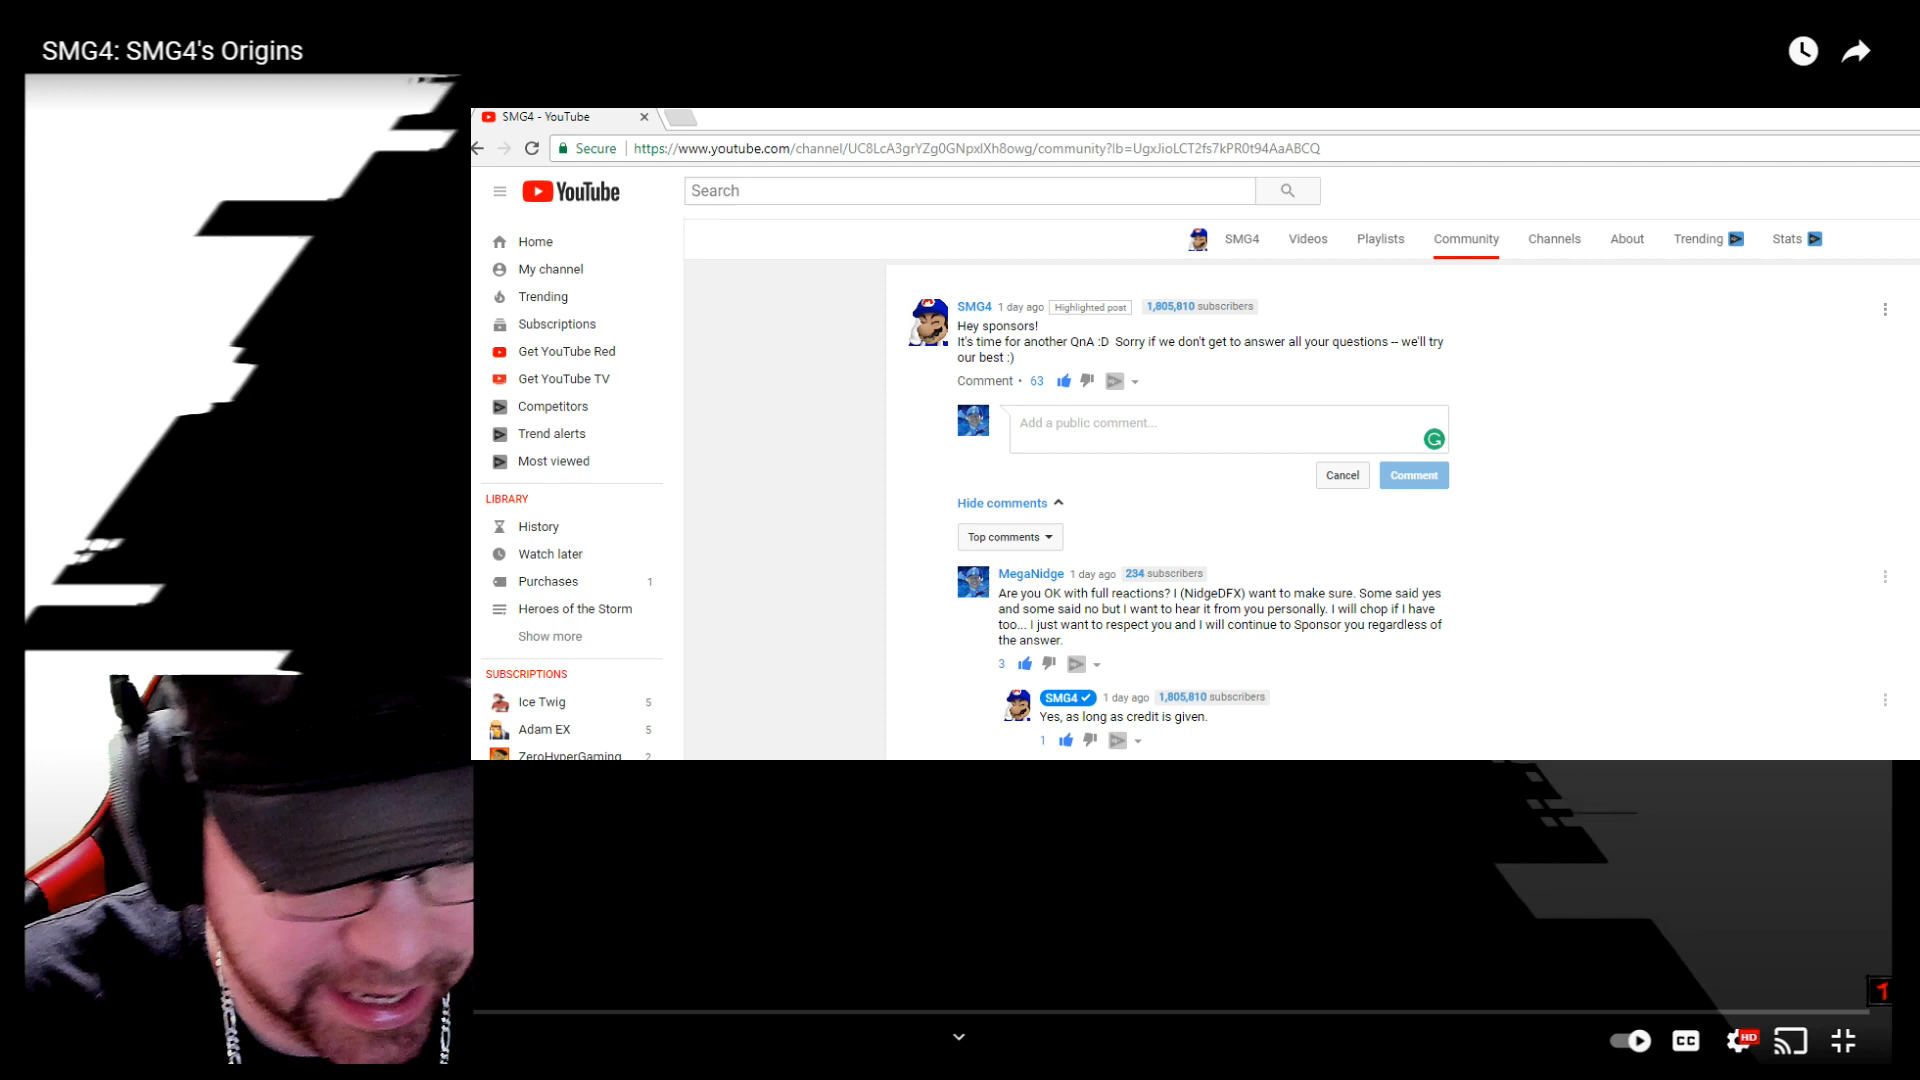 SMG4: SMG4's Origins
SMG4 - YouTube
Secure
https://www.youtube.com/channel/UC8LcA3grYZg0GNpxlXh8owg/community?lb=UgxJioLCT2fs7kPR0t94AaABCQ
YouTube
Search
SMG4 Videos Playlists Community Channels About Trending Stats
Home
My channel
Trending
Subscriptions
Get YouTube Red
Get YouTube TV
Competitors
Trend alerts
Most viewed
LIBRARY
History
Watch later
Purchases 1
Heroes of the Storm
Show more
SUBSCRIPTIONS
Ice Twig 5
Adam EX 5
ZeroHyperGaming 2
SMG4 1 day ago Highlighted post 1,805,810 subscribers
Hey sponsors!
It's time for another QnA :D Sorry if we don't get to answer all your questions -- we'll try
our best :)
Comment • 63
Add a public comment...
Cancel Comment
Hide comments
Top comments
MegaNidge 1 day ago 234 subscribers
Are you OK with full reactions? I (NidgeDFX) want to make sure. Some said yes
and some said no but I want to hear it from you personally. I will chop if I have
too... I just want to respect you and I will continue to Sponsor you regardless of
the answer.
3
SMG4 1 day ago 1,805,810 subscribers
Yes, as long as credit is given.
1
1
CC
HD